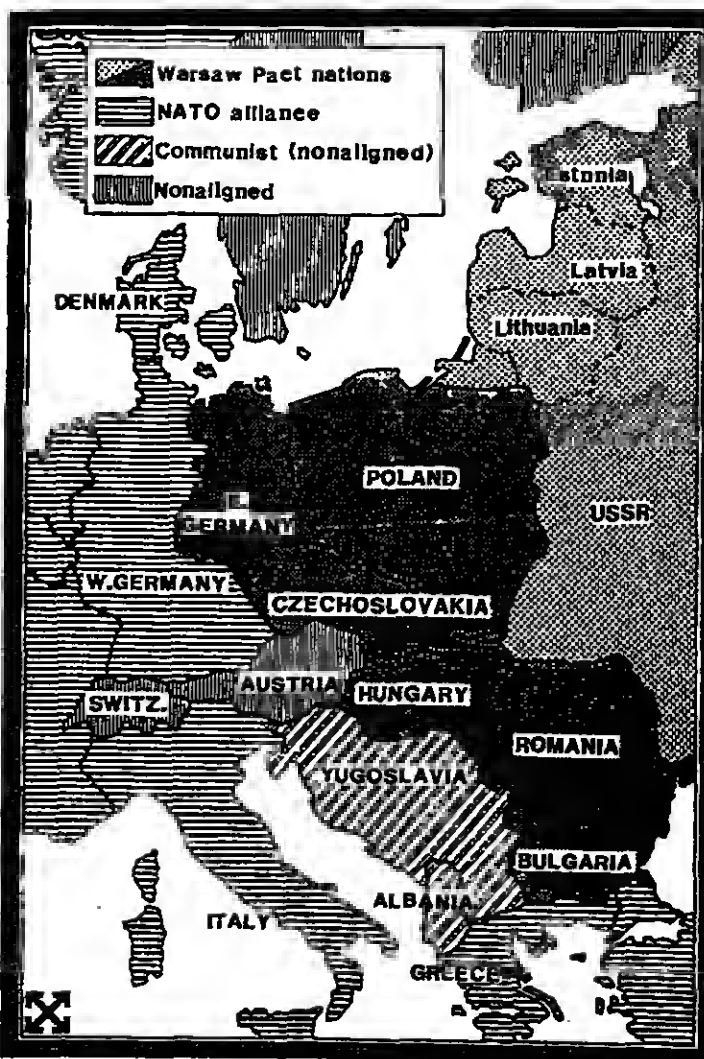 Warsaw Pact nations
NATO alliance
Communist (nonaligned)
Nonaligned
Estonia
Latvia
DENMARK
Lithuania
POLAND
USSR
E.
GERMANY
W.GERMANY
CZECHOSLOVAKIA
AUSTRIA
HUNGARY
SWITZ.
ROMANIA
YUGOSLAVIA
BULGARIA
ALBANIA
ITALY
GREECE